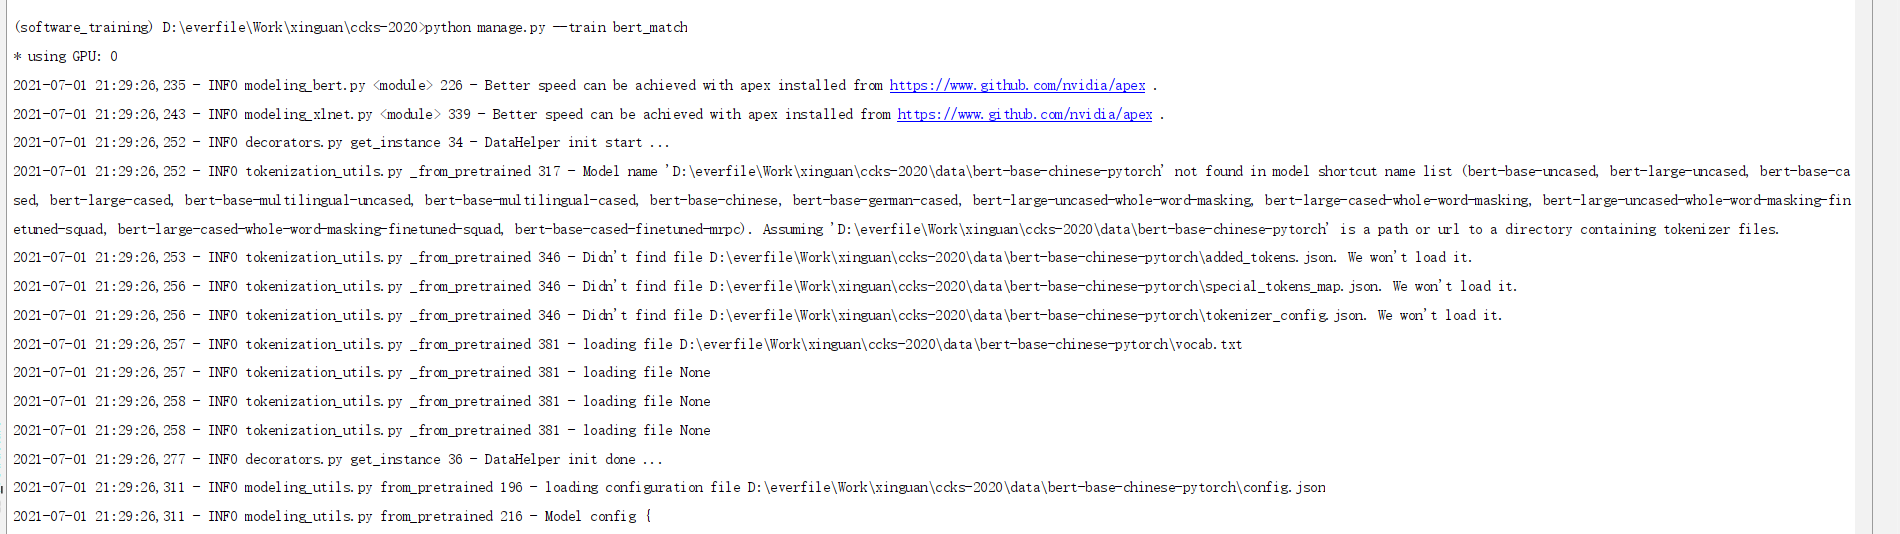 (software_training) D:\everfile\Work\xinguan\ccks-2020>python manage.py --train bert_match
* using GPU: 0
2021-07-01 21:29:26,235 - INFO modeling_bert.py <module> 226 - Better speed can be achieved with apex installed from https://www.github.com/nvidia/apex .
2021-07-01 21:29:26,243 - INFO modeling_xlnet.py <module> 339 - Better speed can be achieved with apex installed from https://www.github.com/nvidia/apex .
2021-07-01 21:29:26,252 - INFO decorators.py get_instance 34 - DataHelper init start ...
2021-07-01 21:29:26,252 - INFO tokenization_utils.py _from_pretrained 317 - Model name 'D:\everfile\Work\xinguan\ccks-2020\data\bert-base-chinese-pytorch' not found in model shortcut name list (bert-base-uncased, bert-large-uncased, bert-base-ca
sed, bert-large-cased, bert-base-multilingual-uncased, bert-base-multilingual-cased, bert-base-chinese, bert-base-german-cased, bert-large-uncased-whole-word-masking, bert-large-cased-whole-word-masking, bert-large-uncased-whole-word-masking-fin
etuned-squad, bert-large-cased-whole-word-masking-finetuned-squad, bert-base-cased-finetuned-mrpc). Assuming 'D:\everfile\Work\xinguan\ccks-2020\data\bert-base-chinese-pytorch' is a path or url to a directory containing tokenizer files.
2021-07-01 21:29:26,253 - INFO tokenization_utils.py _from_pretrained 346 - Didn't find file D:\everfile\Work\xinguan\ccks-2020\data\bert-base-chinese-pytorch\added_tokens.json. We won't load it.
2021-07-01 21:29:26,256 - INFO tokenization_utils.py _from_pretrained 346 - Didn't find file D:\everfile\Work\xinguan\ccks-2020\data\bert-base-chinese-pytorch\special_tokens_map.json. We won't load it.
2021-07-01 21:29:26,256 - INFO tokenization_utils.py _from_pretrained 346 - Didn't find file D:\everfile\Work\xinguan\ccks-2020\data\bert-base-chinese-pytorch\tokenizer_config.json. We won't load it.
2021-07-01 21:29:26,257 - INFO tokenization_utils.py _from_pretrained 381 - loading file D:\everfile\Work\xinguan\ccks-2020\data\bert-base-chinese-pytorch\vocab.txt
2021-07-01 21:29:26,257 - INFO tokenization_utils.py _from_pretrained 381 - loading file None
2021-07-01 21:29:26,258 - INFO tokenization_utils.py _from_pretrained 381 - loading file None
2021-07-01 21:29:26,258 - INFO tokenization_utils.py _from_pretrained 381 - loading file None
2021-07-01 21:29:26,277 - INFO decorators.py get_instance 36 - DataHelper init done ...
2021-07-01 21:29:26,311 - INFO modeling_utils.py from_pretrained 196 - loading configuration file D:\everfile\Work\xinguan\ccks-2020\data\bert-base-chinese-pytorch\config.json
2021-07-01 21:29:26,311 - INFO modeling_utils.py from_pretrained 216 - Model config {